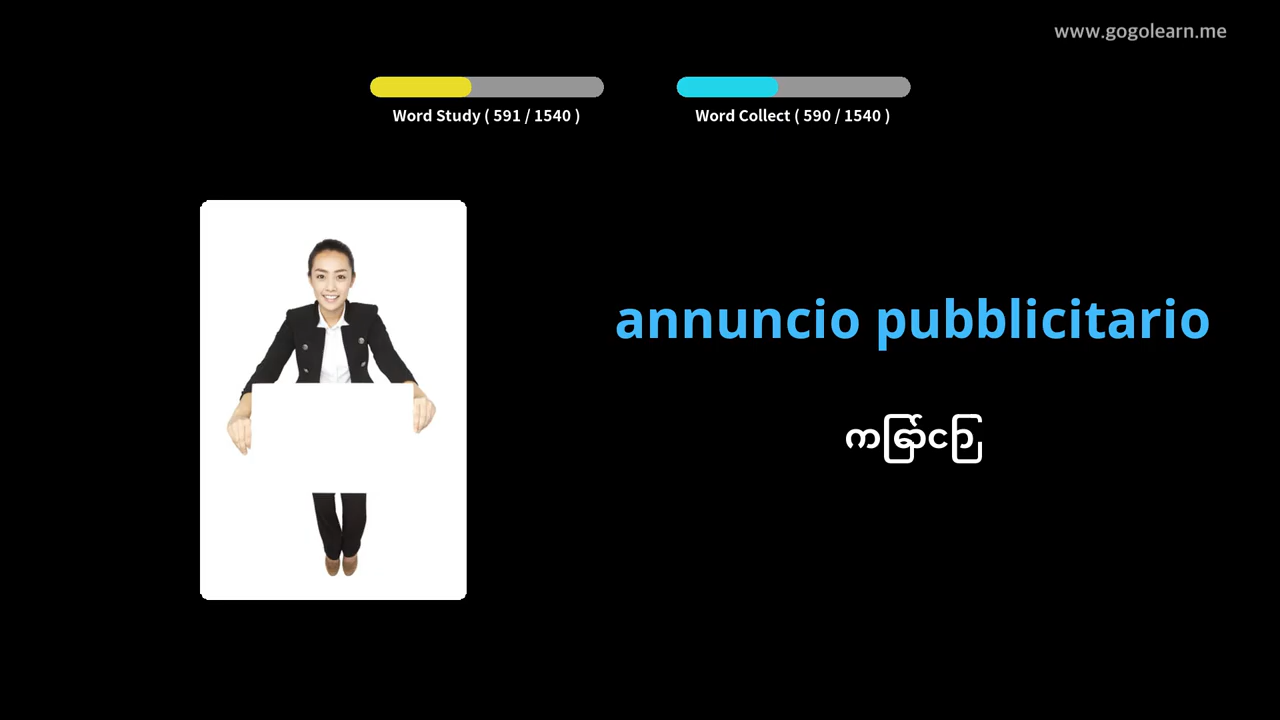 www.gogolearn.me
Word Study ( 591 / 1540 )
Word Collect ( 590 / 1540 )
annuncio pubblicitario
ကြော်ငြာ